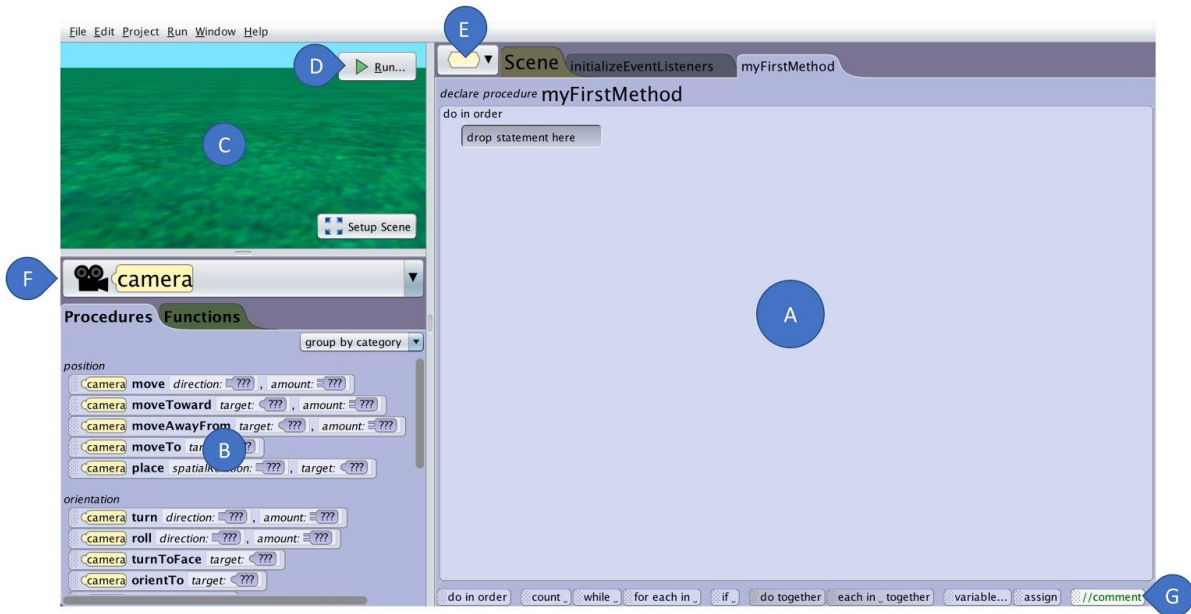 File Edit Project Run Window Help
E
D
Run...
Scene initializeEventListeners myFirstMethod
declare procedure myFirstMethod
do in order
drop statement here
C
Setup Scene
F
camera
A
Procedures Functions
group by category
position
camera move direction: ??? , amount: ???
camera moveToward target: ??? , amount: ???
camera moveAwayFrom target: ??? , amount: ???
camera moveTo
B
camera place target: ???
orientation
camera turn direction: ??? , amount: ???
camera roll direction: ??? , amount: ???
camera turnToFace target: ???
camera orientTo target: ???
do in order count _ while _ for each in _ if _ do together each in _ together variable... assign //comment
G